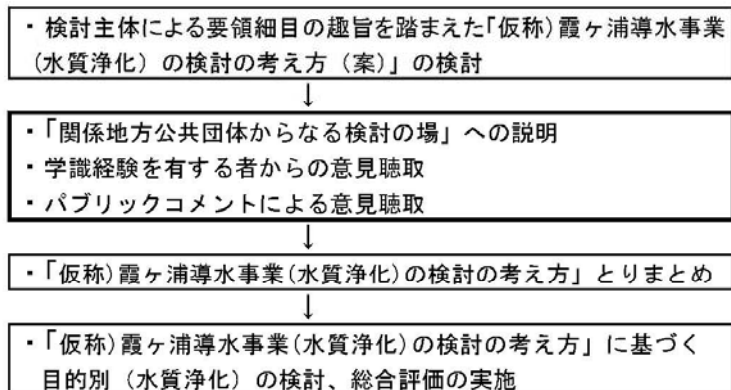 ・検討主体による要領細目の趣旨を踏まえた「仮称)霞ヶ浦導水事業
(水質浄化）の検討の考え方（案)」の検討
↓
・「関係地方公共団体からなる検討の場」への説明
・学識経験を有する者からの意見聴取
・パブリックコメントによる意見聴取
↓
・「仮称)霞ヶ浦導水事業(水質浄化)の検討の考え方」とりまとめ
↓
・「仮称)霞ヶ浦導水事業(水質浄化)の検討の考え方」に基づく
目的別（水質浄化）の検討、総合評価の実施